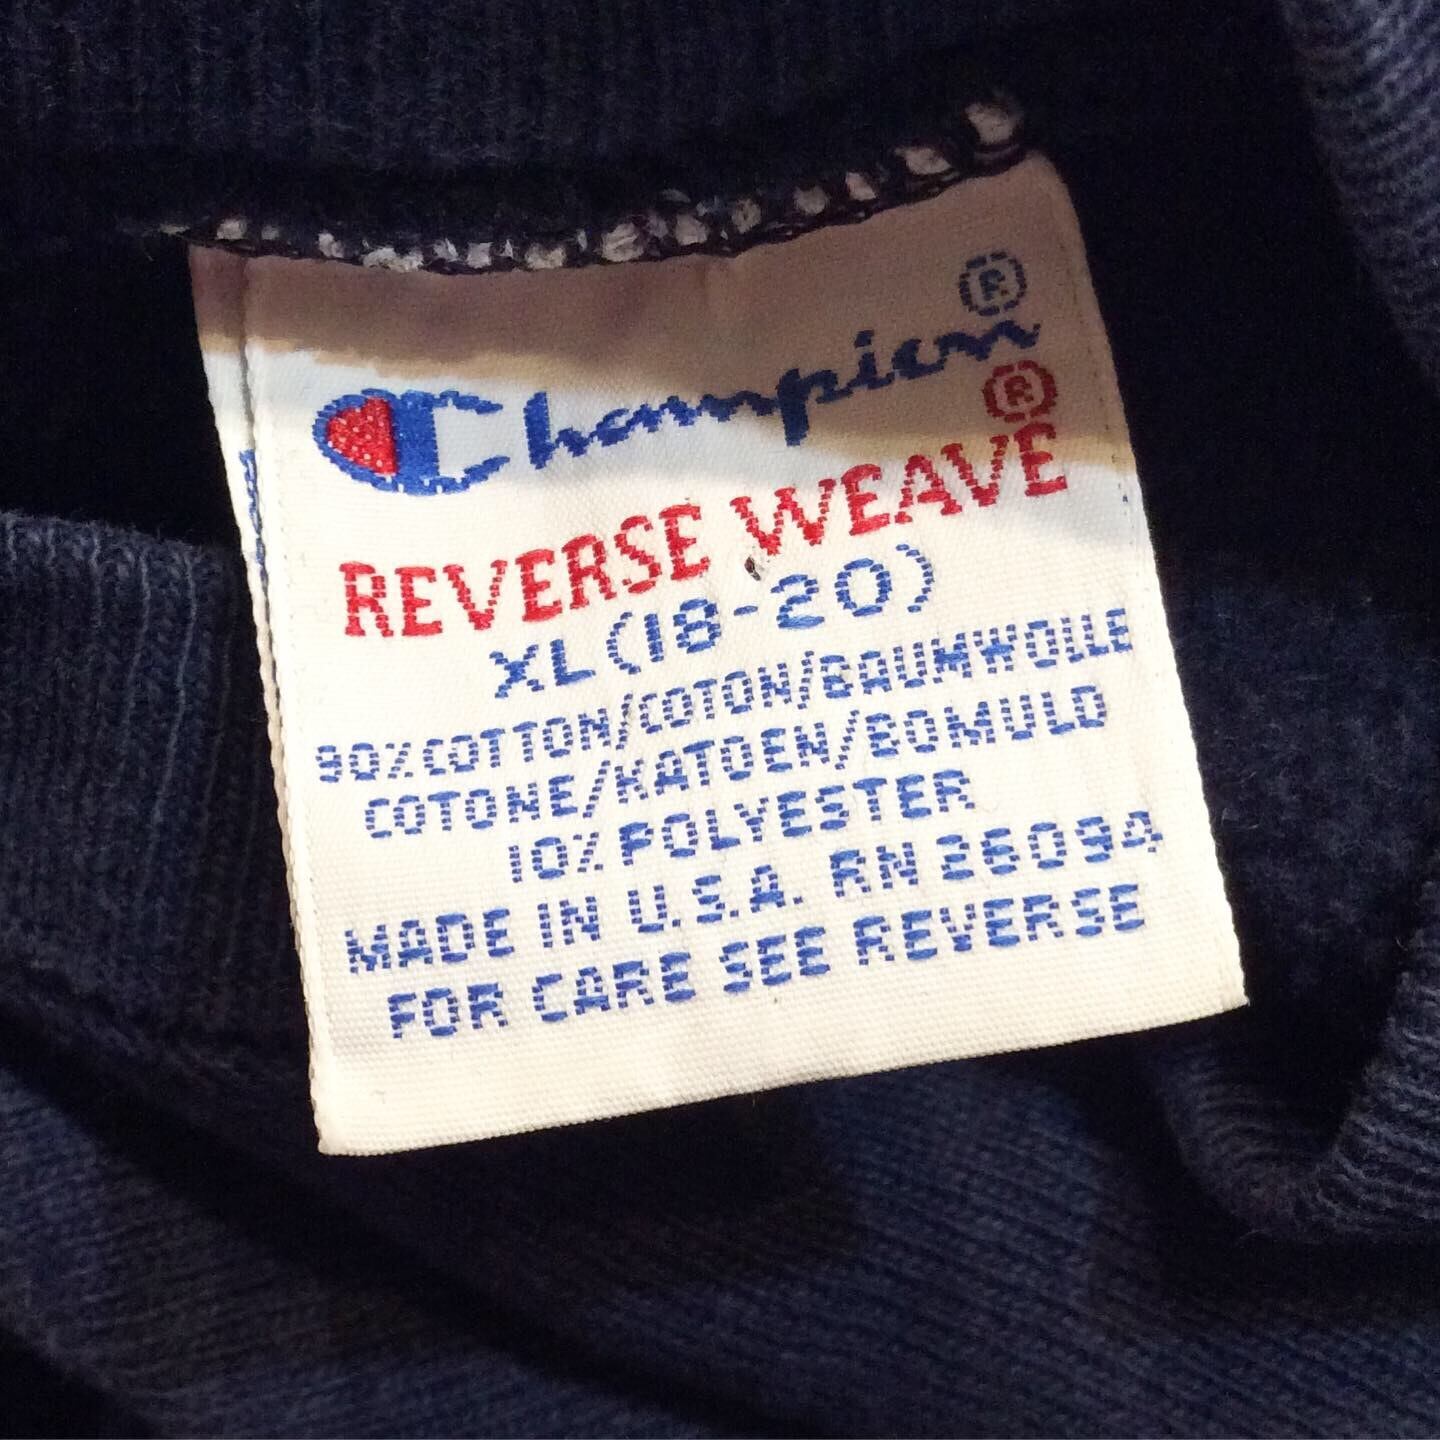 Champion®
REVERSE WEAVE®
XL(18-20)
90% COTTON/COTON/BAUMWOLLE
COTONE/KATOEN/BOMULD
10% POLYESTER
MADE IN U.S.A. RN 26094
FOR CARE SEE REVERSE